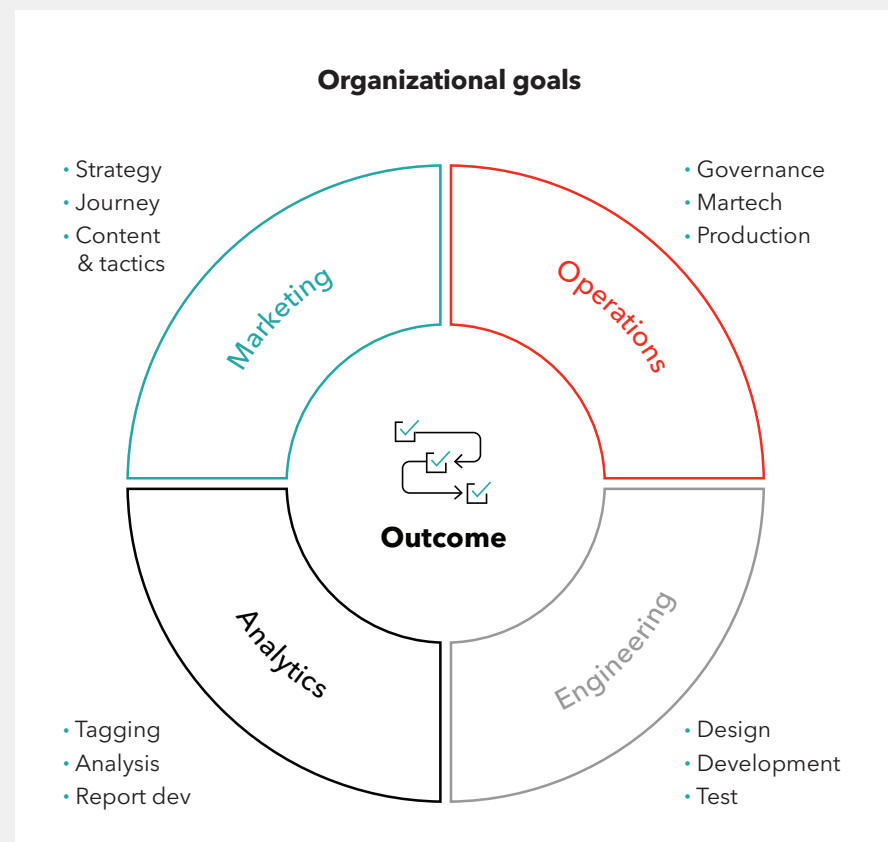 Organizational goals
• Strategy
• Journey
• Content
& tactics
• Governance
• Martech
• Production
Marketing
Operations
Outcome
Analytics
Engineering
• Tagging
• Analysis
• Report dev
• Design
• Development
• Test